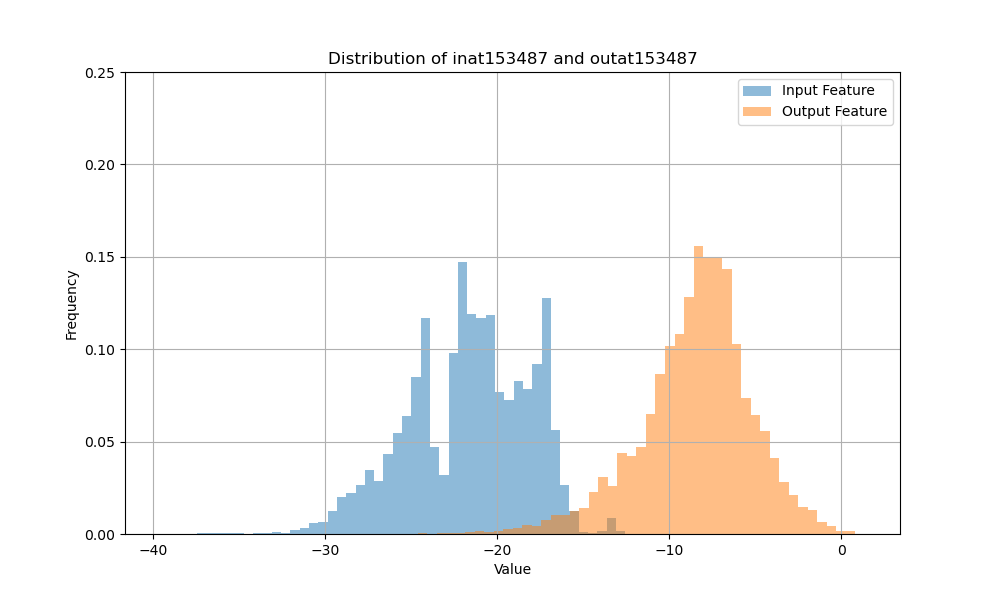 Distribution of inat153487 and outat153487
Input Feature
Output Feature
Frequency
0.25
0.20
0.15
0.10
0.05
0.00
−40
−30
−20
−10
0
Value